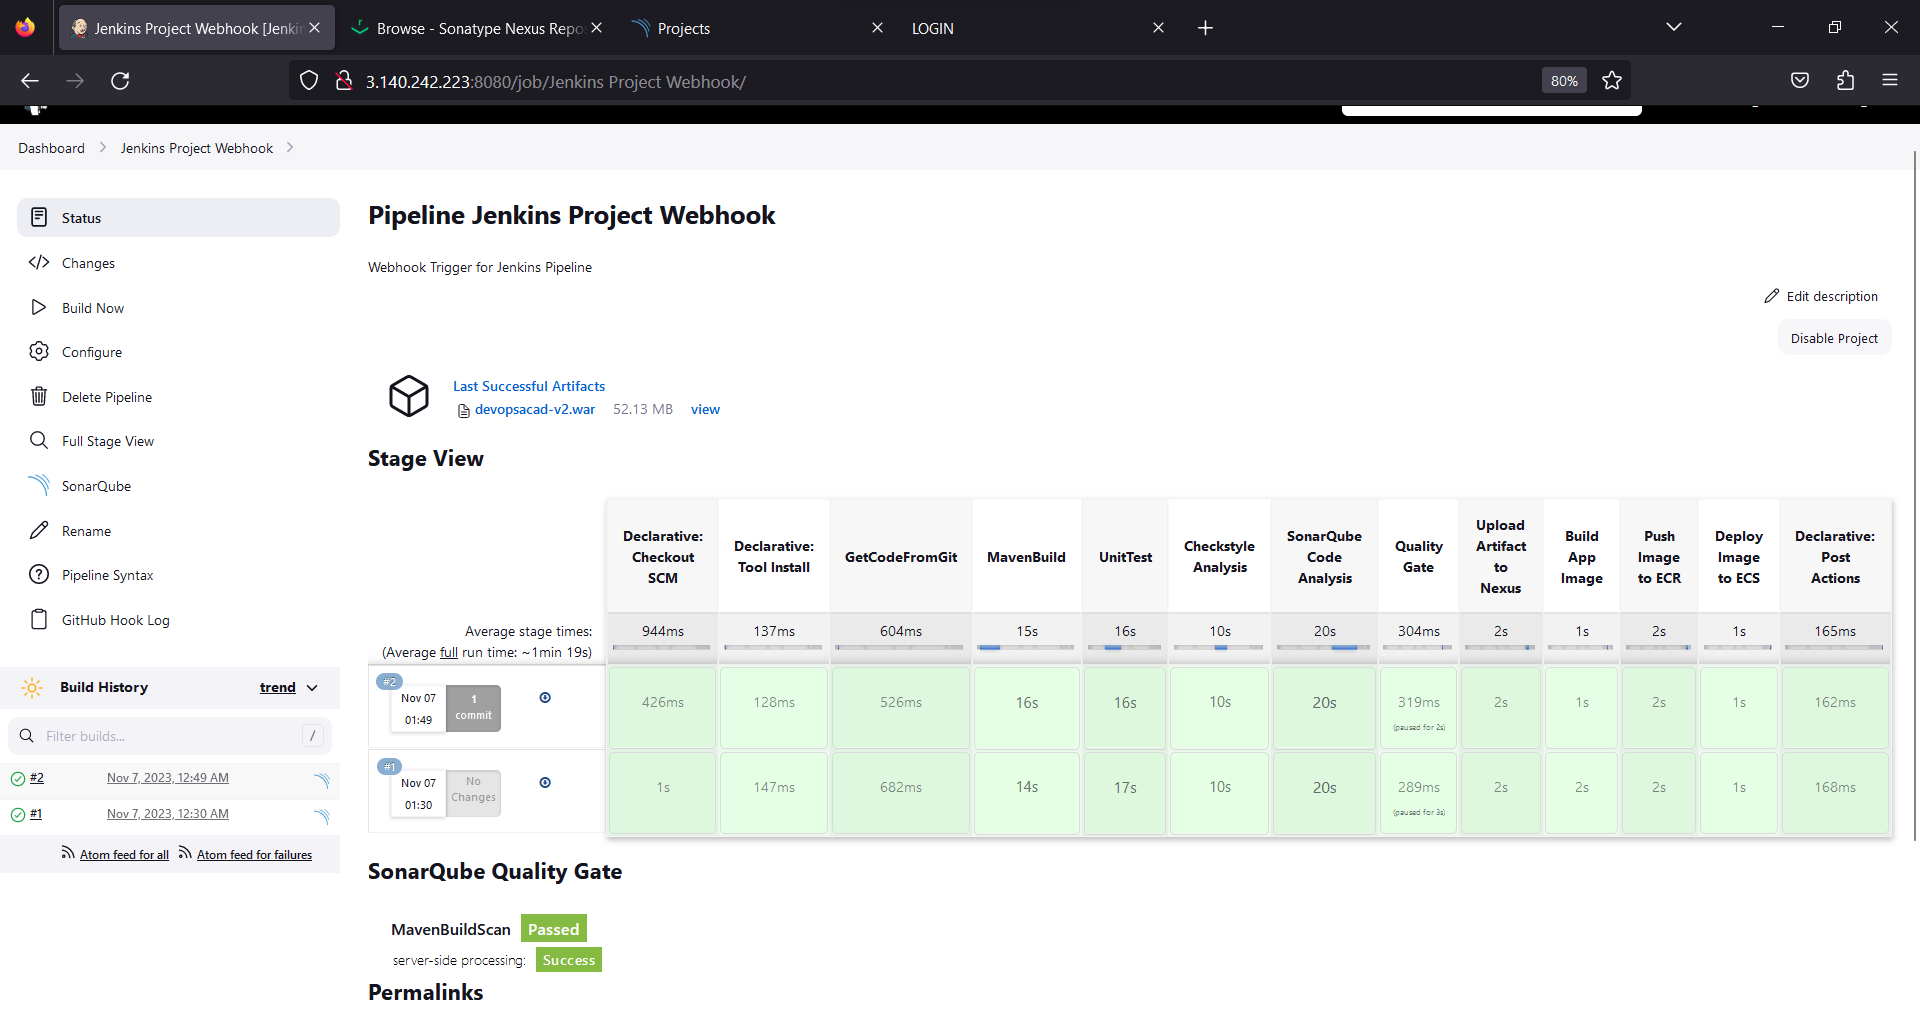 Jenkins Project Webhook [Jenkin
Browse - Sonatype Nexus Repo
Projects
LOGIN
3.140.242.223:8080/job/Jenkins Project Webhook/
80%
Dashboard
Jenkins Project Webhook
Status
Changes
Build Now
Configure
Delete Pipeline
Full Stage View
SonarQube
Rename
Pipeline Syntax
GitHub Hook Log
Build History
trend
Filter builds...
/
#2
Nov 7, 2023, 12:49 AM
#1
Nov 7, 2023, 12:30 AM
Atom feed for all
Atom feed for failures
Pipeline Jenkins Project Webhook
Webhook Trigger for Jenkins Pipeline
Edit description
Disable Project
Last Successful Artifacts
devopsacad-v2.war 52.13 MB view
Stage View
Declarative: Checkout SCM
Declarative: Tool Install
GetCodeFromGit
MavenBuild
UnitTest
Checkstyle Analysis
SonarQube Code Analysis
Quality Gate
Upload Artifact to Nexus
Build App Image
Push Image to ECR
Deploy Image to ECS
Declarative: Post Actions
Average stage times:
(Average full run time: ~1min 19s)
944ms 137ms 604ms 15s 16s 10s 20s 304ms 2s 1s 2s 1s 165ms
#2
Nov 07
01:49
1
commit
426ms 128ms 526ms 16s 16s 10s 20s 319ms 2s 1s 2s 1s 162ms
(paused for 2s)
#1
Nov 07
01:30
No
Changes
1s 147ms 682ms 14s 17s 10s 20s 289ms 2s 2s 2s 1s 168ms
(paused for 3s)
SonarQube Quality Gate
MavenBuildScan Passed
server-side processing: Success
Permalinks